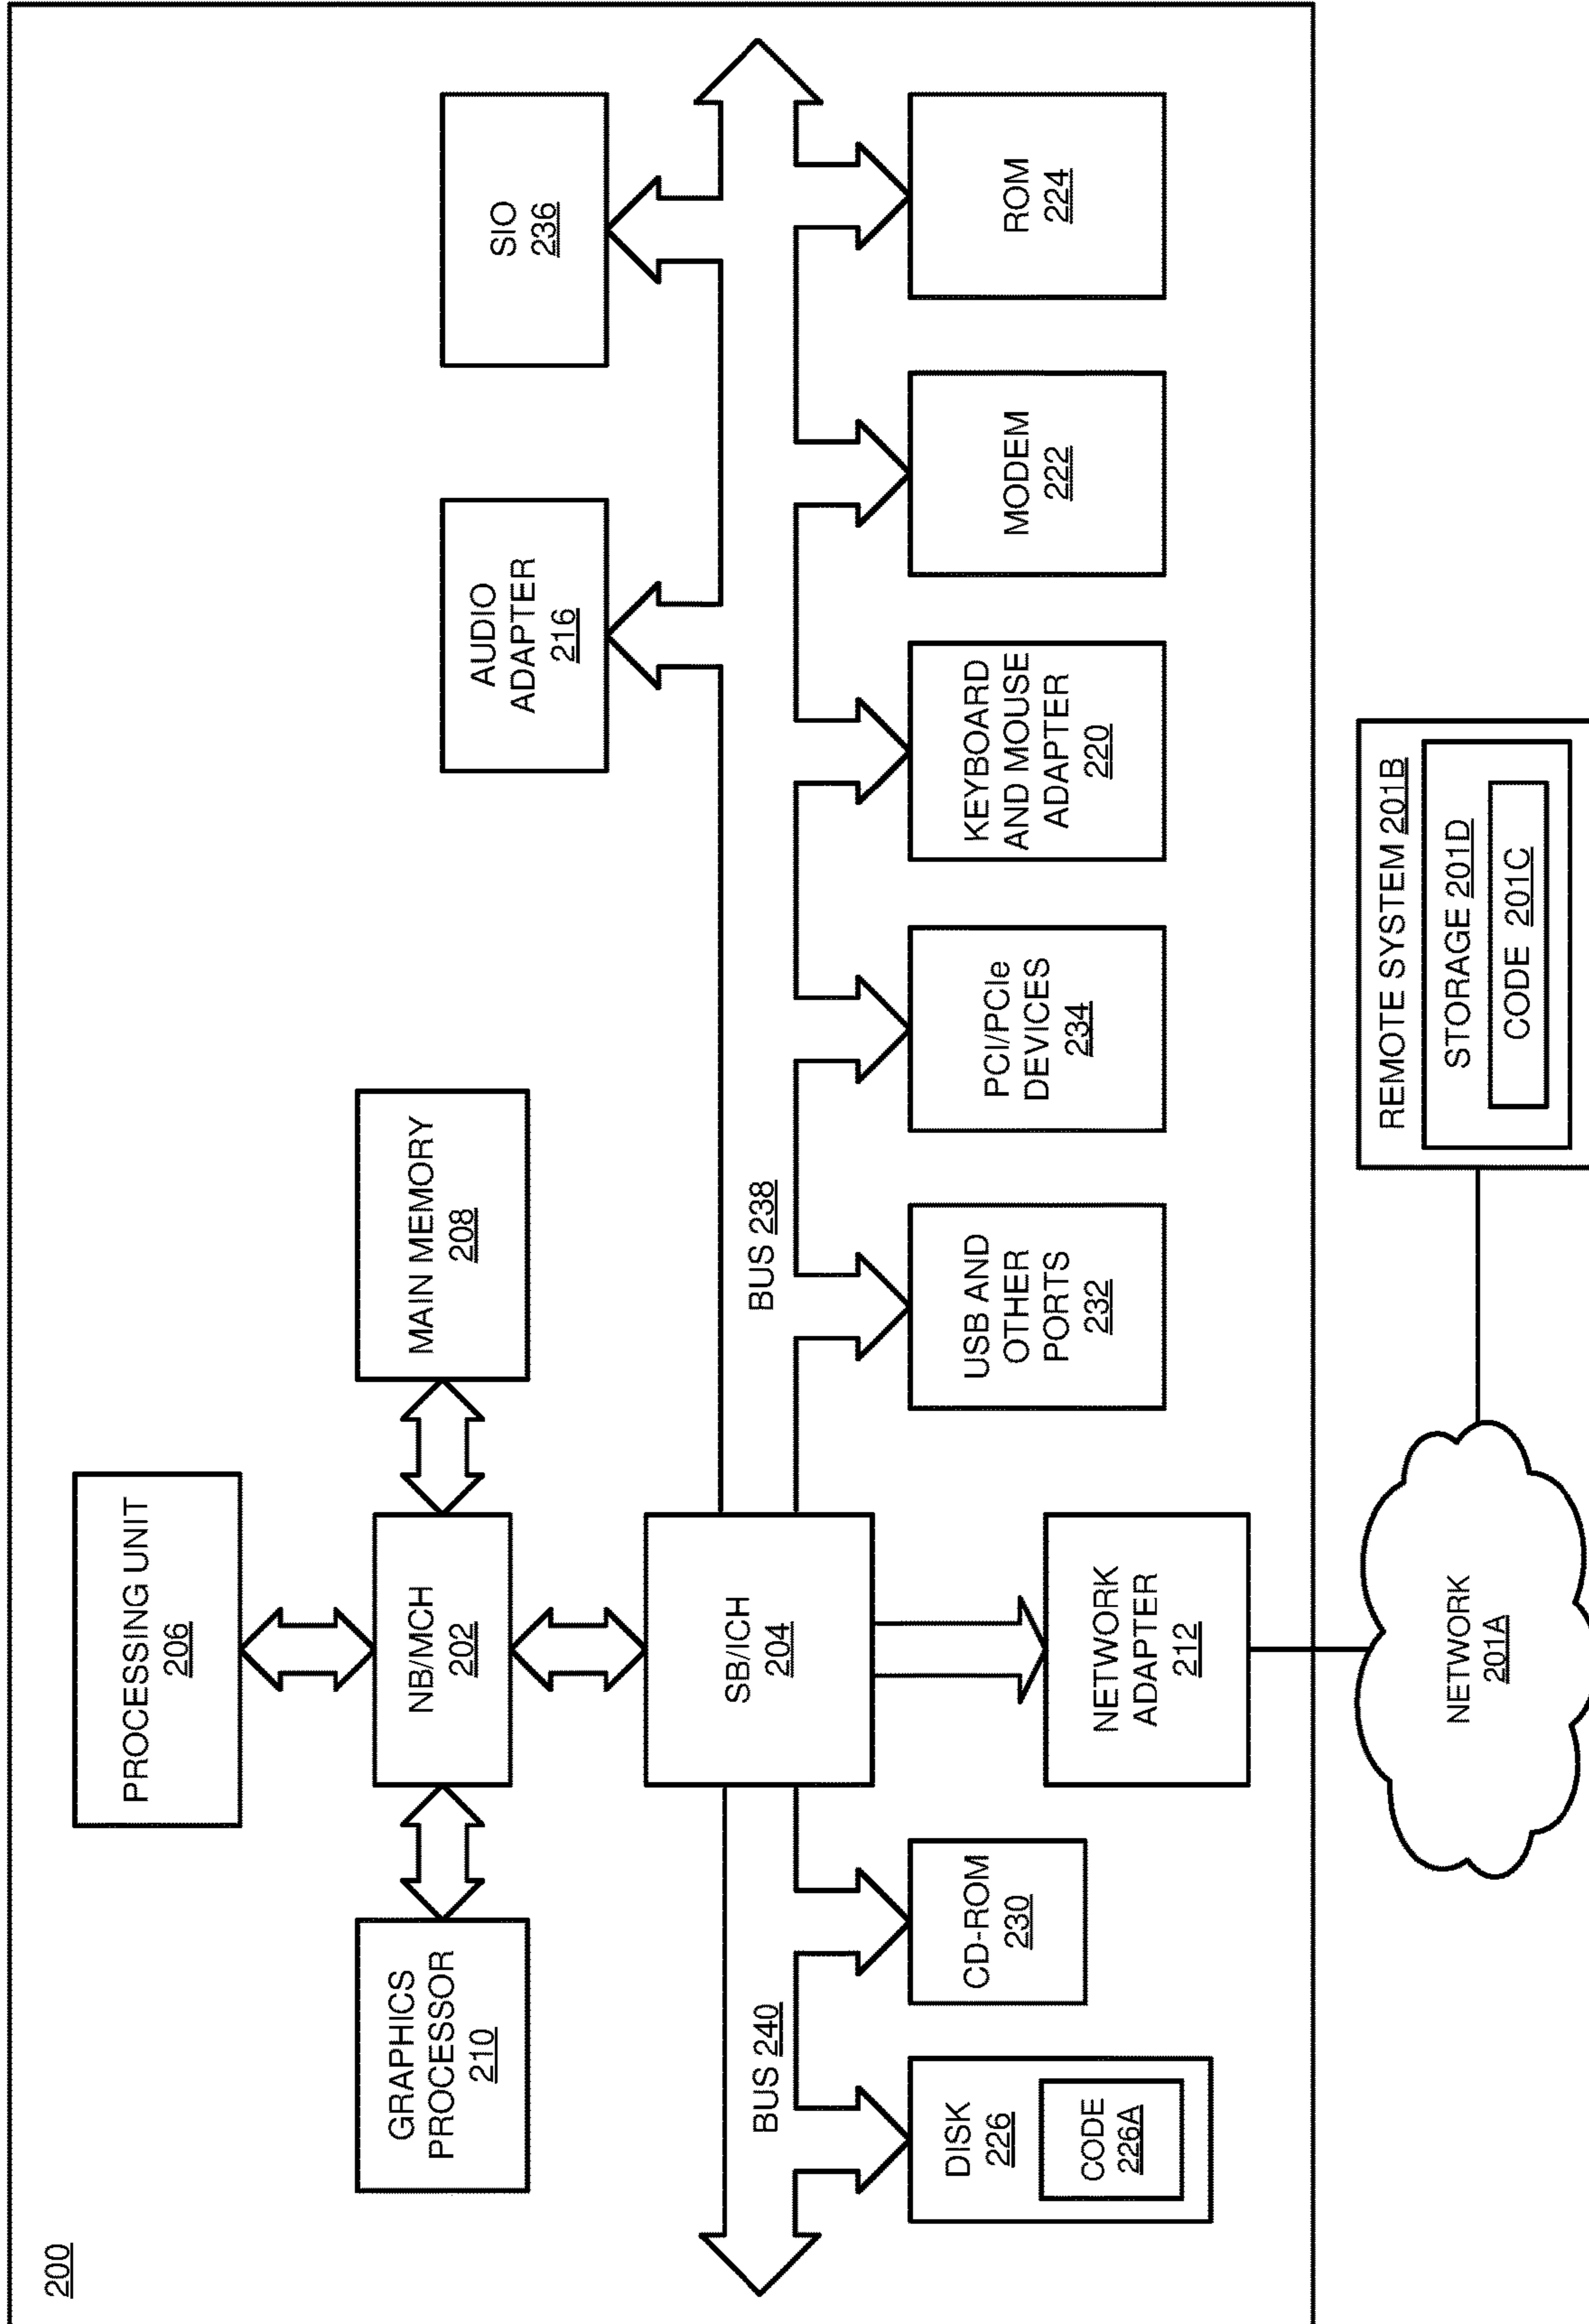 200
PROCESSING UNIT
206
GRAPHICS
PROCESSOR
210
NB/MCH
202
MAIN MEMORY
208
AUDIO
ADAPTER
216
SIO
236
SB/ICH
204
BUS 240
BUS 238
DISK
226
CODE
226A
CD-ROM
230
NETWORK
ADAPTER
212
USB AND
OTHER
PORTS
232
PCI/PCIe
DEVICES
234
KEYBOARD
AND MOUSE
ADAPTER
220
MODEM
222
ROM
224
NETWORK
201A
REMOTE SYSTEM 201B
STORAGE 201D
CODE 201C